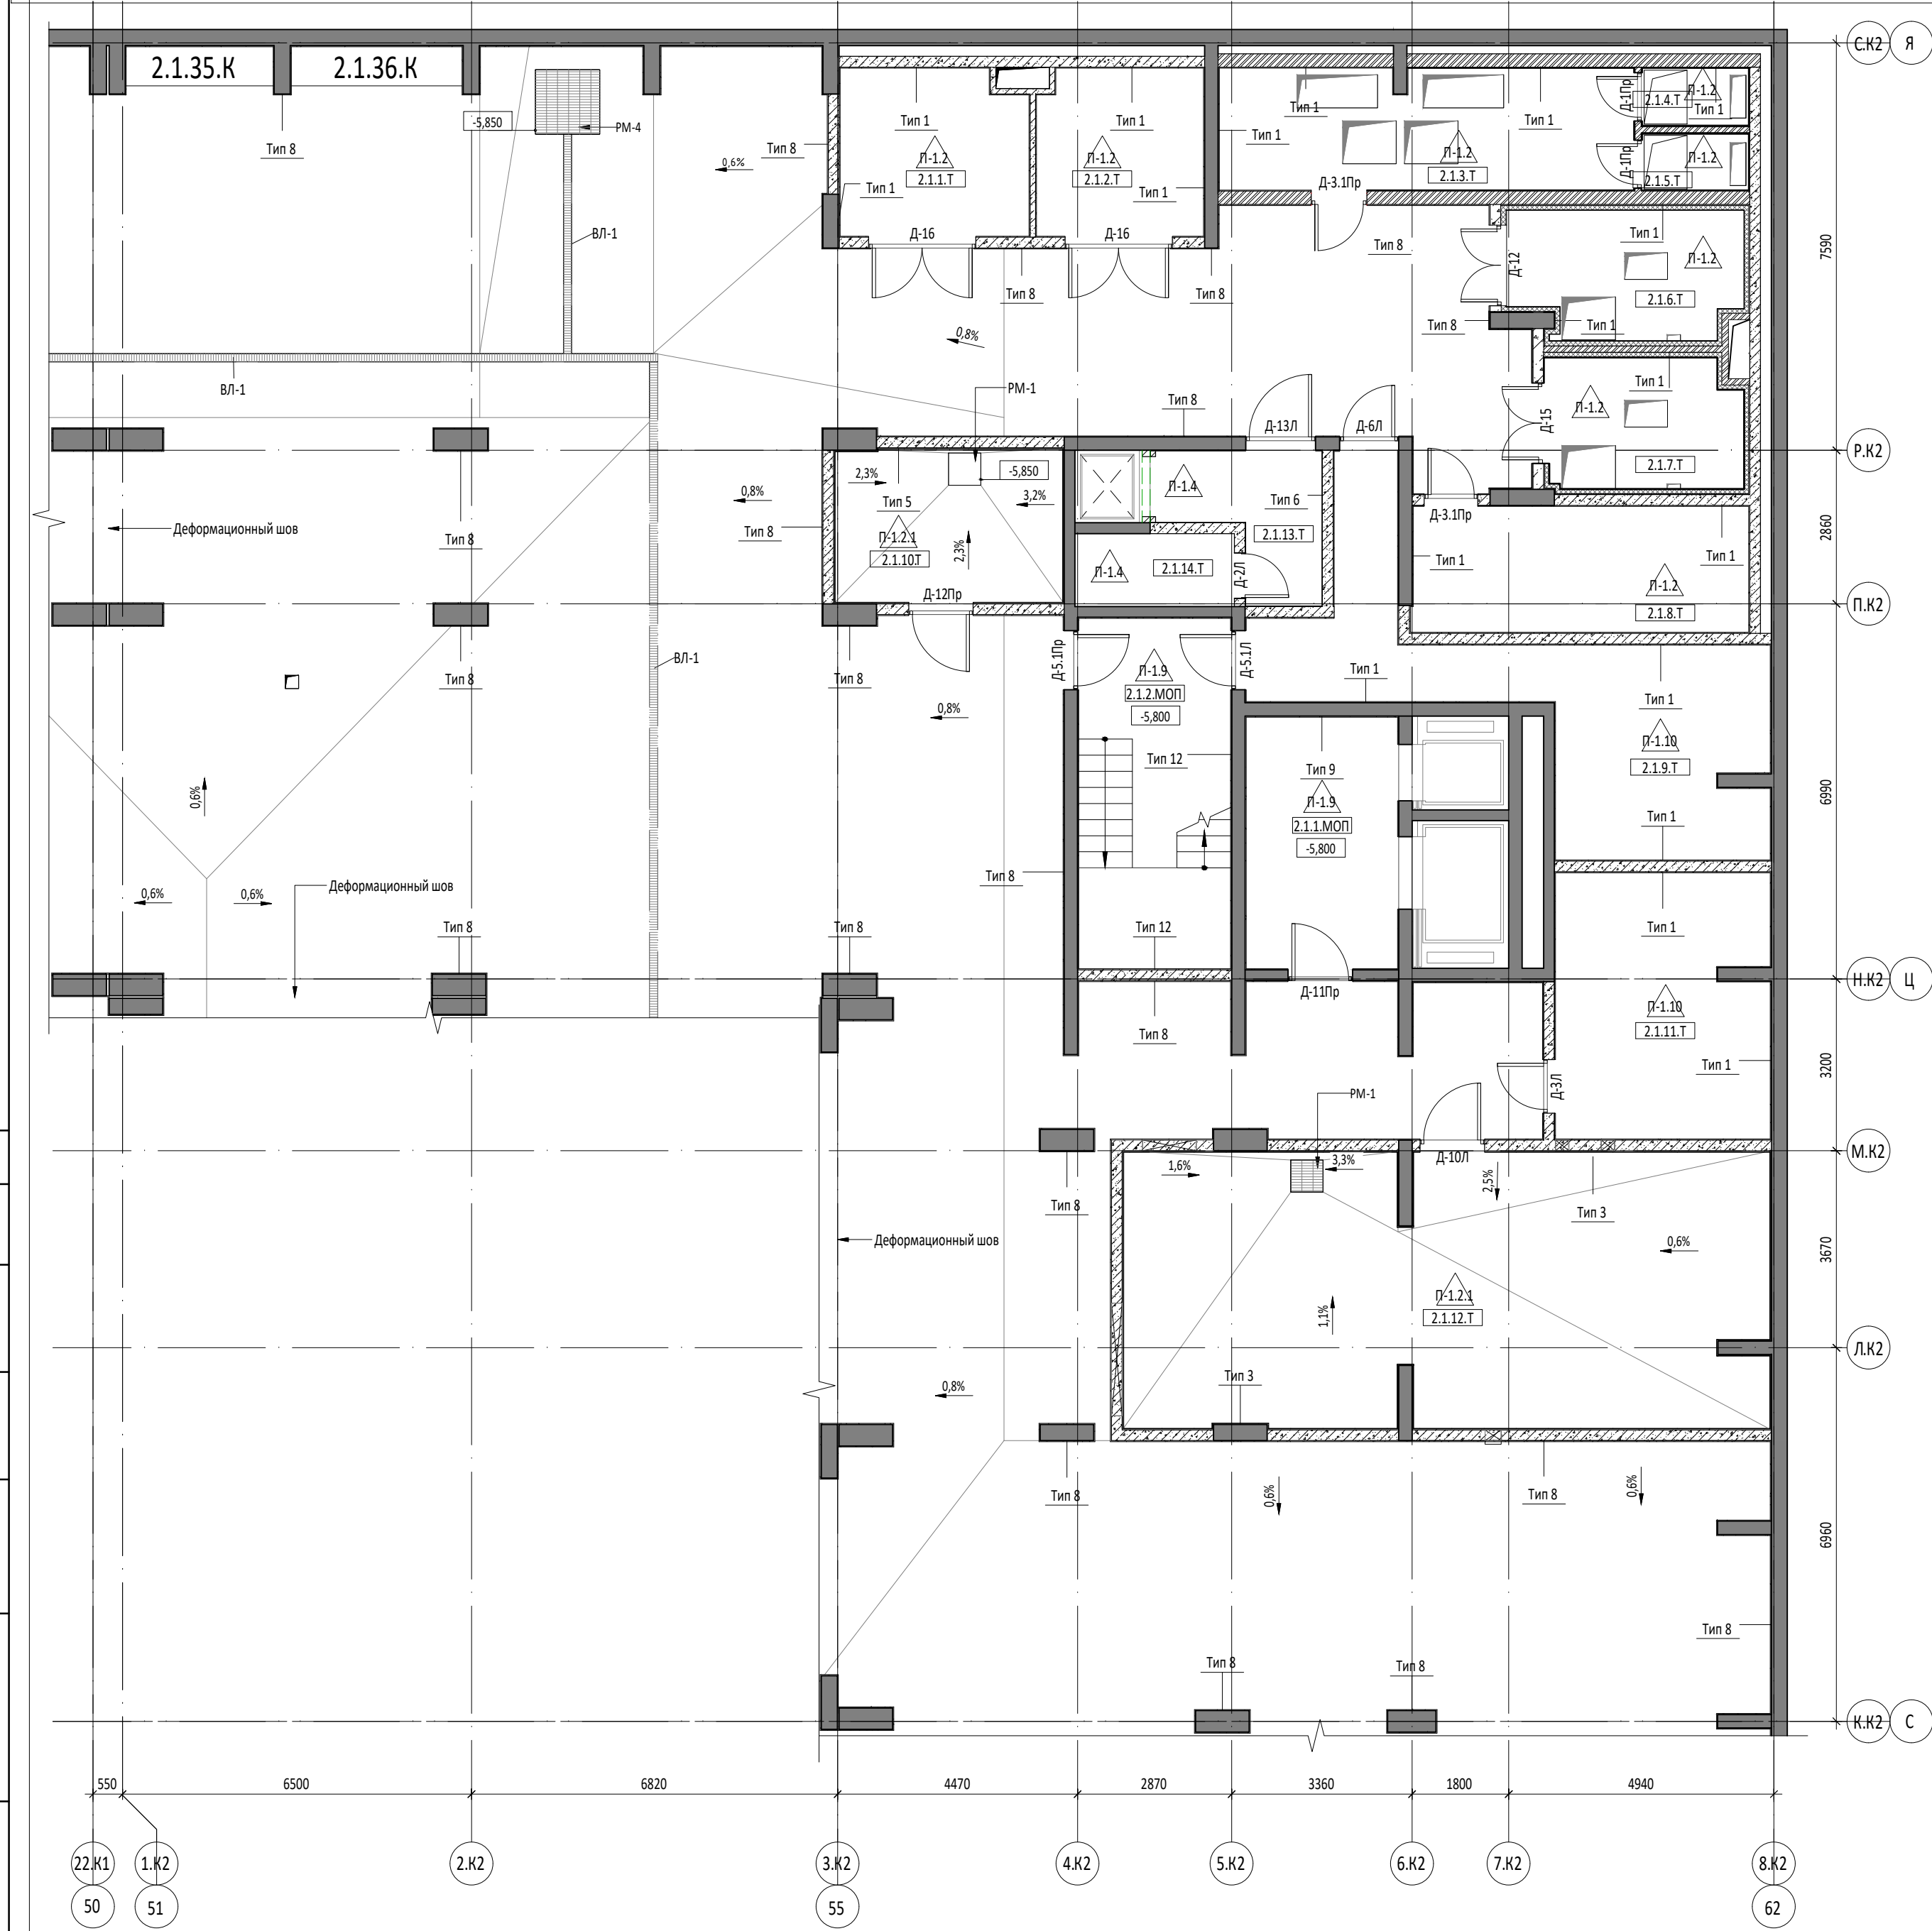 С.К2 Я
2.1.35.К 2.1.36.К
-5,850 РМ-4
Тип 8
0,6%
Тип 8
ВЛ-1
Тип 1
П-1.2
2.1.1.Т
Тип 1
Д-16
Тип 1
П-1.2
2.1.2.Т
Тип 1
Д-16
Тип 8
Тип 8
Тип 1
Тип 1
Тип 1
П-1.2
2.1.3.Т
Д-3.1Пр
Д-1Пр
П-1.2
2.1.4.Т
Тип 1
Д-1Пр
П-1.2
2.1.5.Т
Тип 8
Д-12
Тип 1
П-1.2
2.1.6.Т
Тип 8
Тип 1
7590
0,8%
ВЛ-1
РМ-1
Тип 8
Д-13Л
Д-6Л
Д-15
Тип 1
П-1.2
2.1.7.Т
Р.К2
Деформационный шов
Тип 8
0,8%
Тип 8
2,3%
-5,850
3,2%
Тип 5
П-1.2.1
2.1.10.Т
2,3%
Д-12Пр
П-1.4
Тип 6
2.1.13.Т
П-1.4
2.1.14.Т
Д-2Л
Д-3.1Пр
Тип 1
Тип 1
П-1.2
2.1.8.Т
2860
П.К2
Тип 8
ВЛ-1
Тип 8
0,8%
Д-5.1Пр
П-1.9
2.1.2.МОП
-5,800
Д-5.1Л
Тип 1
Тип 12
Тип 9
П-1.9
2.1.1.МОП
-5,800
Тип 1
П-1.10
2.1.9.Т
Тип 1
6990
0,6%
0,6%
0,6%
Деформационный шов
Тип 8
Тип 8
Тип 8
Тип 12
Тип 1
Н.К2 Ц
Д-11Пр
Тип 8
П-1.10
2.1.11.Т
Тип 1
Д-3Л
3200
РМ-1
М.К2
1,6%
3,3%
Д-10Л
2,5%
Тип 8
Тип 3
Деформационный шов
0,6%
3670
П-1.2.1
2.1.12.Т
1,1%
Л.К2
0,8%
Тип 3
Тип 8
0,6%
Тип 8
0,6%
6960
Тип 8
Тип 8
Тип 8
К.К2 С
550 6500 6820 4470 2870 3360 1800 4940
22.К1 1.К2 2.К2 3.К2 4.К2 5.К2 6.К2 7.К2 8.К2
50 51 55 62